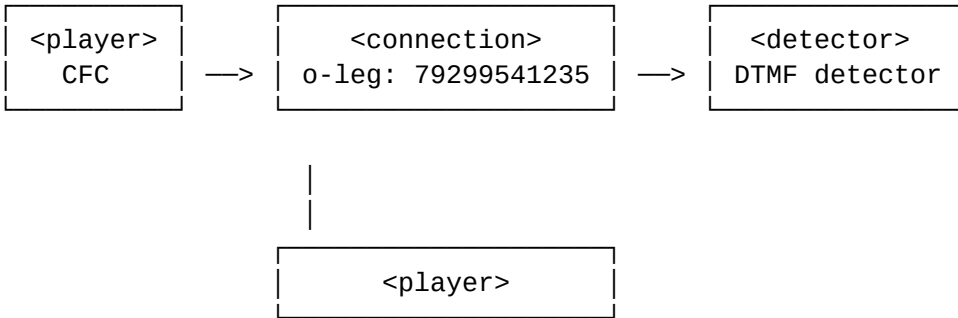 <player> <connection> <detector>
CFC ——> o-leg: 79299541235 ——> DTMF detector
<player>